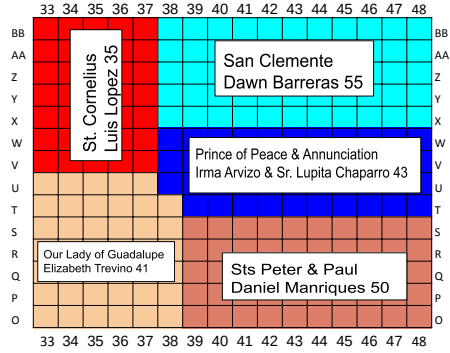 33 34 35 36 37 38 39 40 41 42 43 44 45 46 47 48
BB BB
AA AA
Z Z
Y Y
X X
W W
V V
U U
T T
S S
R R
Q Q
P P
O O
St. Cornelius
Luis Lopez 35
San Clemente
Dawn Barreras 55
Prince of Peace & Annunciation
Irma Arvizo & Sr. Lupita Chaparro 43
Our Lady of Guadalupe
Elizabeth Trevino 41
Sts Peter & Paul
Daniel Manriques 50
33 34 35 36 37 38 39 40 41 42 43 44 45 46 47 48